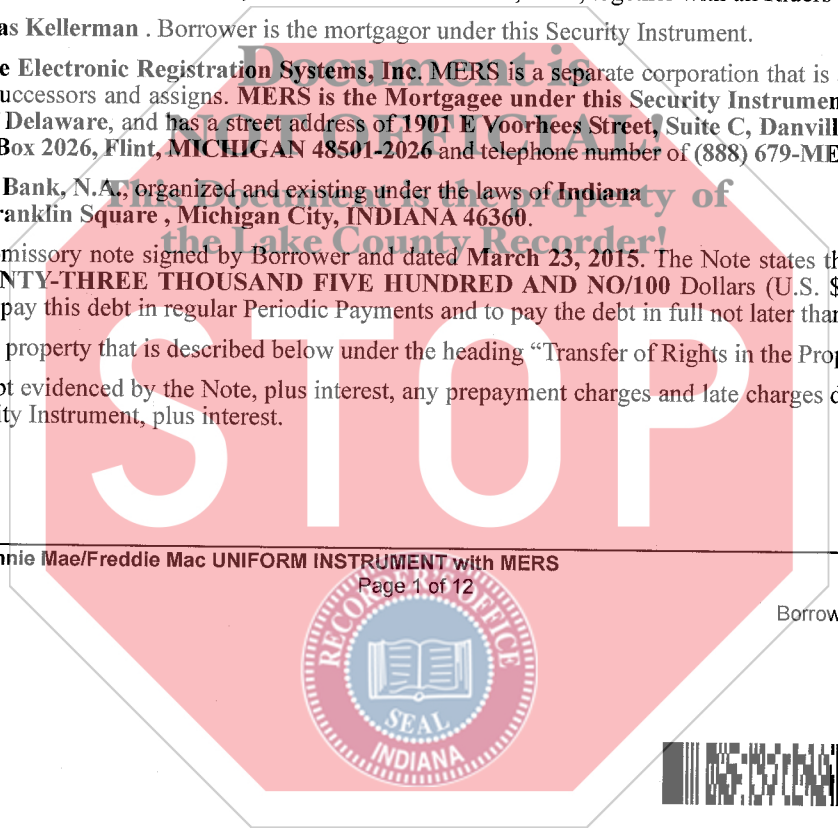 as Kellerman . Borrower is the mortgagor under this Security Instrument.
Document is
e Electronic Registration Systems, Inc. MERS is a separate corporation that is
uccessors and assigns. MERS is the Mortgagee under this Security Instrumen
NOT OFFICIAL!
Delaware, and has a street address of 1901 E Voorhees Street, Suite C, Danvill
Box 2026, Flint, MICHIGAN 48501-2026 and telephone number of (888) 679-ME
Bank, N.A., organized and existing under the laws of Indiana
This Document is the property of
ranklin Square , Michigan City, INDIANA 46360.
the Lake County Recorder!
missory note signed by Borrower and dated March 23, 2015. The Note states th
NTY-THREE THOUSAND FIVE HUNDRED AND NO/100 Dollars (U.S. $
pay this debt in regular Periodic Payments and to pay the debt in full not later than
property that is described below under the heading “Transfer of Rights in the Prop
STOP
bt evidenced by the Note, plus interest, any prepayment charges and late charges d
ity Instrument, plus interest.
nnie Mae/Freddie Mac UNIFORM INSTRUMENT with MERS
Page 1 of 12
RECORDER'S OFFICE
Borrow
SEAL
INDIANA